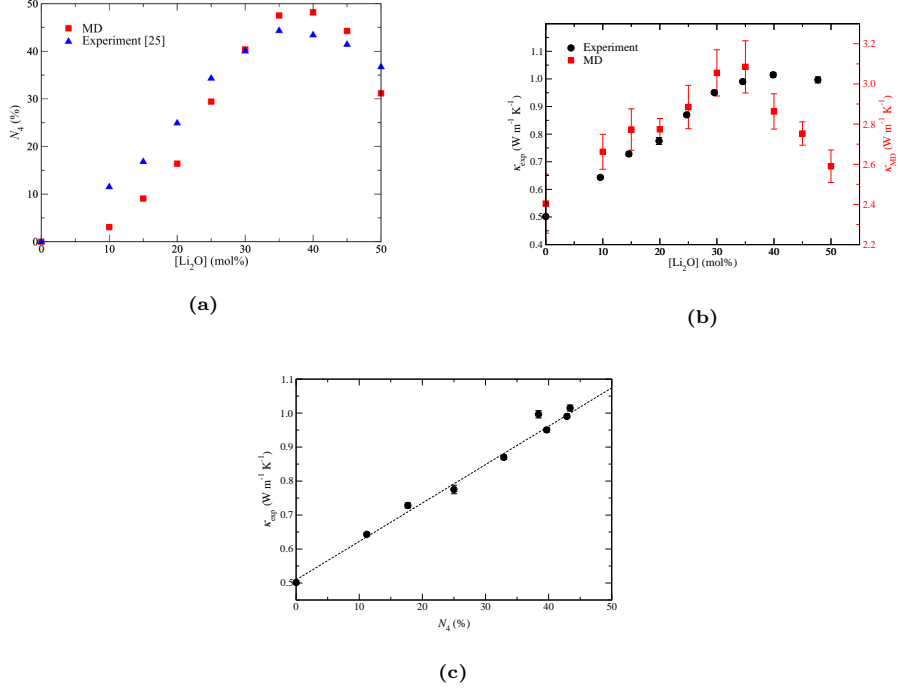 MD
Experiment [25]
N₄ (%)
50
40
30
20
10
0
0 10 20 30 40 50
[Li₂O] (mol%)
(a)
Experiment
MD
κexp (W m⁻¹ K⁻¹)
κMD (W m⁻¹ K⁻¹)
1.1
1.0
0.9
0.8
0.7
0.6
0.5
0.4
3.2
3.0
2.8
2.6
2.4
2.2
0 10 20 30 40 50
[Li₂O] (mol%)
(b)
κexp (W m⁻¹ K⁻¹)
1.1
1.0
0.9
0.8
0.7
0.6
0.5
0 10 20 30 40 50
N₄ (%)
(c)